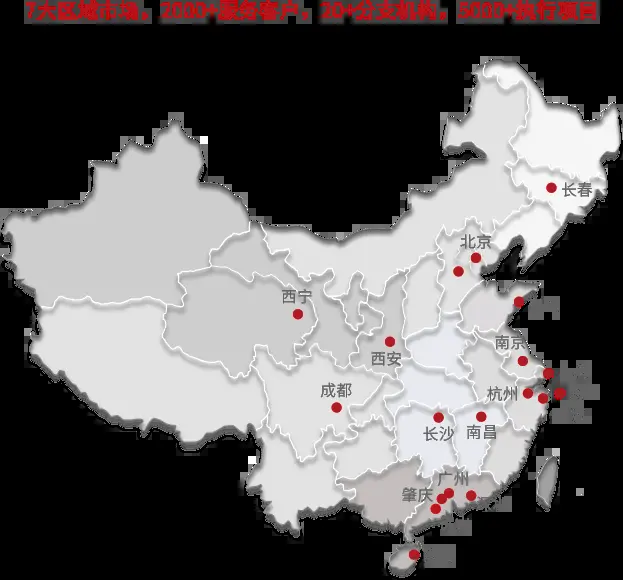 7大区域市场，2000+服务客户，20+分支机构，5000+执行项目
长春
北京
西宁
南京
西安
成都
杭州
长沙
南昌
广州
肇庆